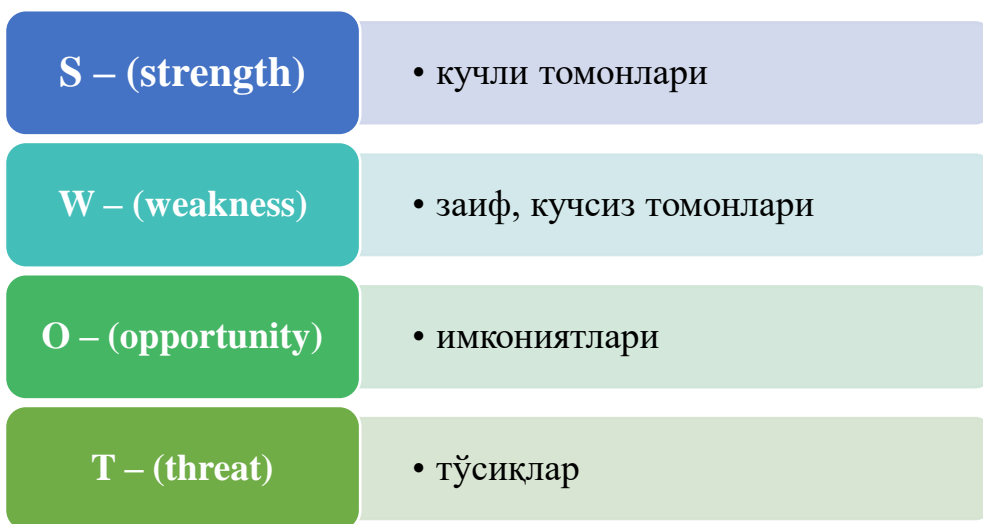 S – (strength)
• кучли томонлари
W – (weakness)
• заиф, кучсиз томонлари
O – (opportunity)
• имкониятлари
T – (threat)
• тўсиқлар